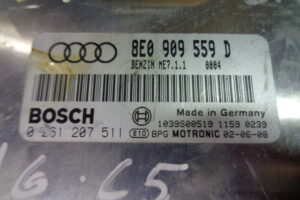 8E0 909 559 D
BENZIN ME7.1.1 0004
BOSCH
Made in Germany
1039S00519 1159 0239
0 261 207 511 810 BPG MOTRONIC 02-06-08